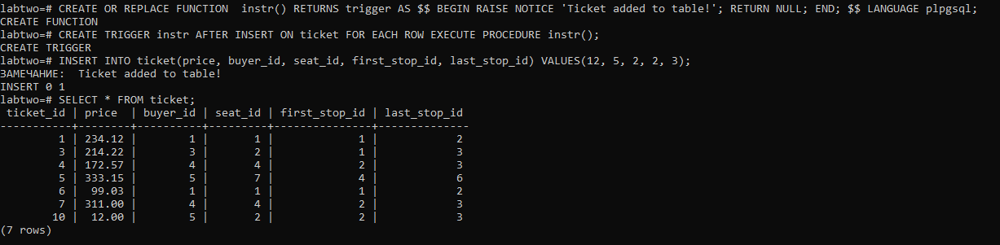 labtwo=# CREATE OR REPLACE FUNCTION  instr() RETURNS trigger AS $$ BEGIN RAISE NOTICE 'Ticket added to table!'; RETURN NULL; END; $$ LANGUAGE plpgsql;
CREATE FUNCTION
labtwo=# CREATE TRIGGER instr AFTER INSERT ON ticket FOR EACH ROW EXECUTE PROCEDURE instr();
CREATE TRIGGER
labtwo=# INSERT INTO ticket(price, buyer_id, seat_id, first_stop_id, last_stop_id) VALUES(12, 5, 2, 2, 3);
ЗАМЕЧАНИЕ:  Ticket added to table!
INSERT 0 1
labtwo=# SELECT * FROM ticket;
 ticket_id | price  | buyer_id | seat_id | first_stop_id | last_stop_id
-----------+--------+----------+---------+---------------+--------------
         1 | 234.12 |        1 |       1 |             1 |            2
         3 | 214.22 |        3 |       2 |             1 |            3
         4 | 172.57 |        4 |       4 |             2 |            3
         5 | 333.15 |        5 |       7 |             4 |            6
         6 |  99.03 |        1 |       1 |             1 |            2
         7 | 311.00 |        4 |       4 |             2 |            3
        10 |  12.00 |        5 |       2 |             2 |            3
(7 rows)